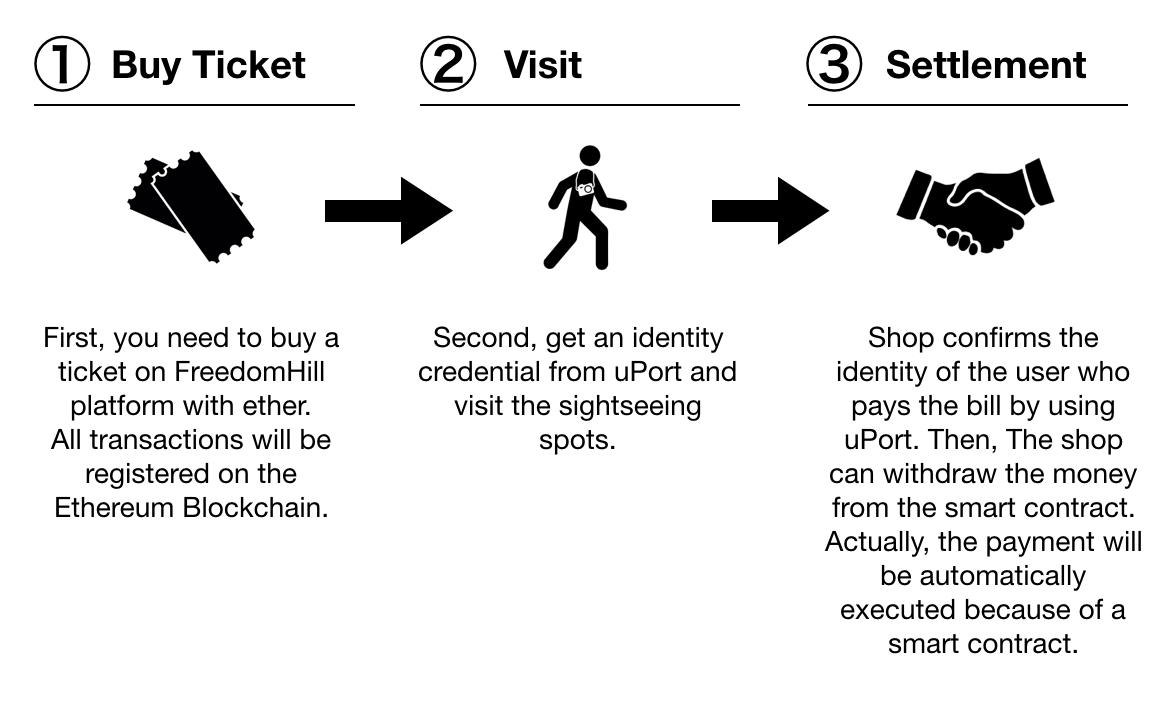 ① Buy Ticket
② Visit
③ Settlement
First, you need to buy a
ticket on FreedomHill
platform with ether.
All transactions will be
registered on the
Ethereum Blockchain.
Second, get an identity
credential from uPort and
visit the sightseeing
spots.
Shop confirms the
identity of the user who
pays the bill by using
uPort. Then, The shop
can withdraw the money
from the smart contract.
Actually, the payment will
be automatically
executed because of a
smart contract.